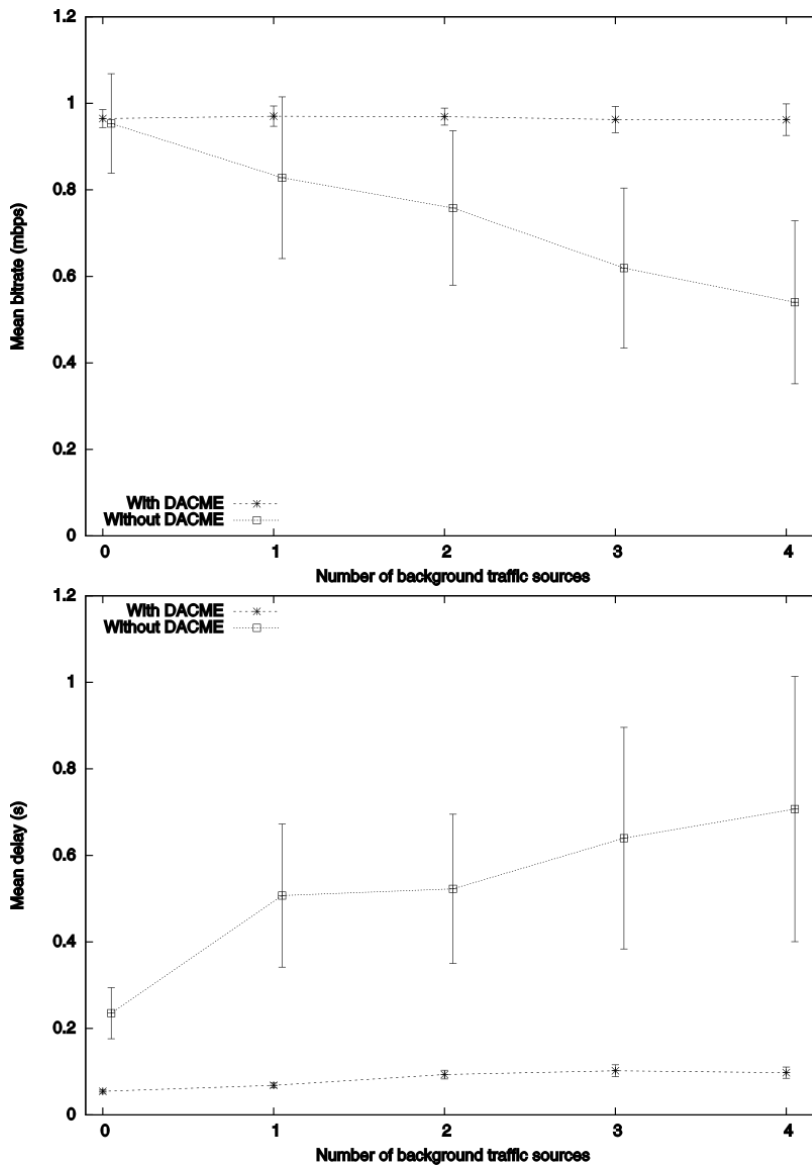 1.2
1
0.8
0.6
0.4
0.2
0
Mean bitrate (mbps)
With DACME
Without DACME
0 1 2 3 4
Number of background traffic sources
1.2
1
0.8
0.6
0.4
0.2
0
Mean delay (s)
With DACME
Without DACME
0 1 2 3 4
Number of background traffic sources